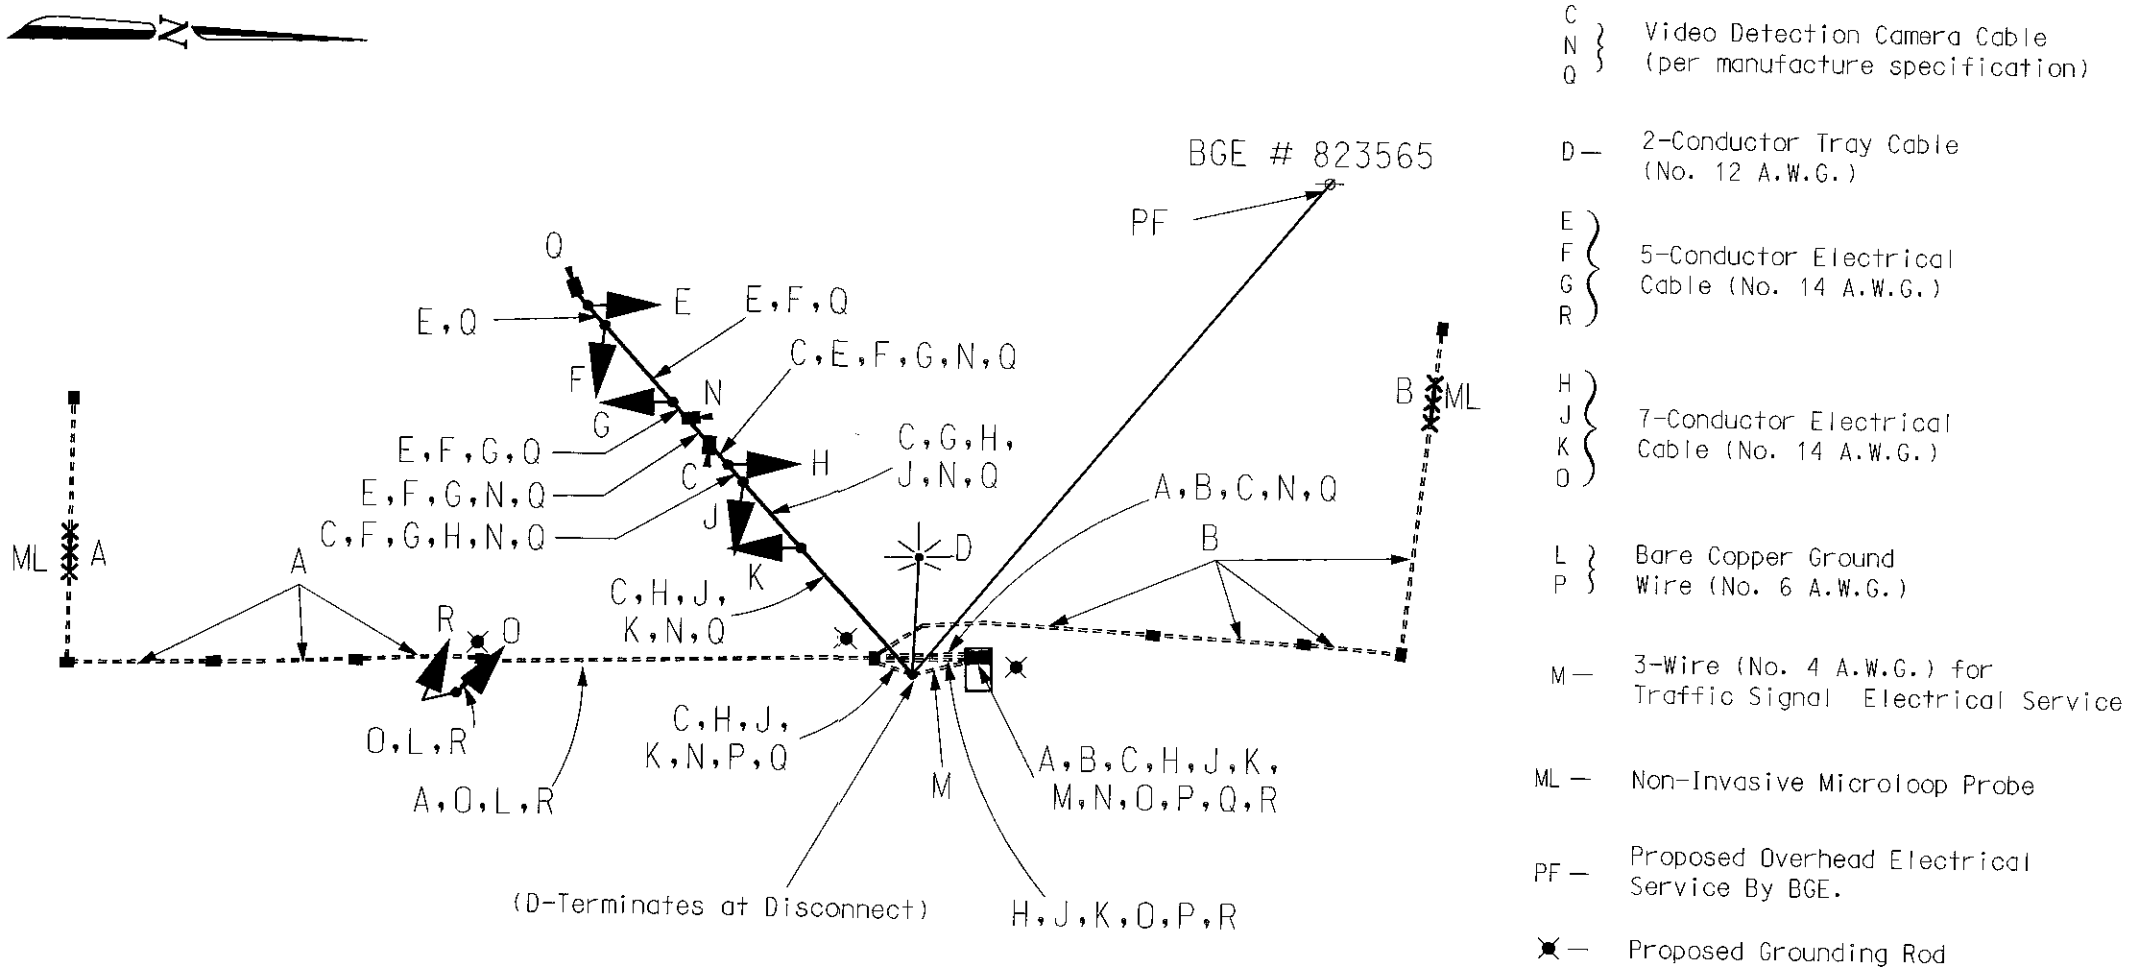 N
BGE # 823565
PF
Q
E
E,F,Q
E,Q
C,E,F,G,N,Q
F
N
G
B
ML
E,F,G,Q
C
H
C,G,H,
J,N,Q
E,F,G,N,Q
A,B,C,N,Q
C,F,G,H,N,Q
J
ML
A
A
D
B
K
C,H,J,
K,N,Q
R
O
O,L,R
C,H,J,
K,N,P,Q
A,O,L,R
M
A,B,C,H,J,K,
M,N,O,P,Q,R
(D-Terminates at Disconnect)
H,J,K,O,P,R
C
N
Q
Video Detection Camera Cable
(per manufacture specification)
D— 2-Conductor Tray Cable
(No. 12 A.W.G.)
E
F
G
R
5-Conductor Electrical
Cable (No. 14 A.W.G.)
H
J
K
O
7-Conductor Electrical
Cable (No. 14 A.W.G.)
L
P
Bare Copper Ground
Wire (No. 6 A.W.G.)
M— 3-Wire (No. 4 A.W.G.) for
Traffic Signal Electrical Service
ML — Non-Invasive Microloop Probe
PF — Proposed Overhead Electrical
Service By BGE.
— Proposed Grounding Rod